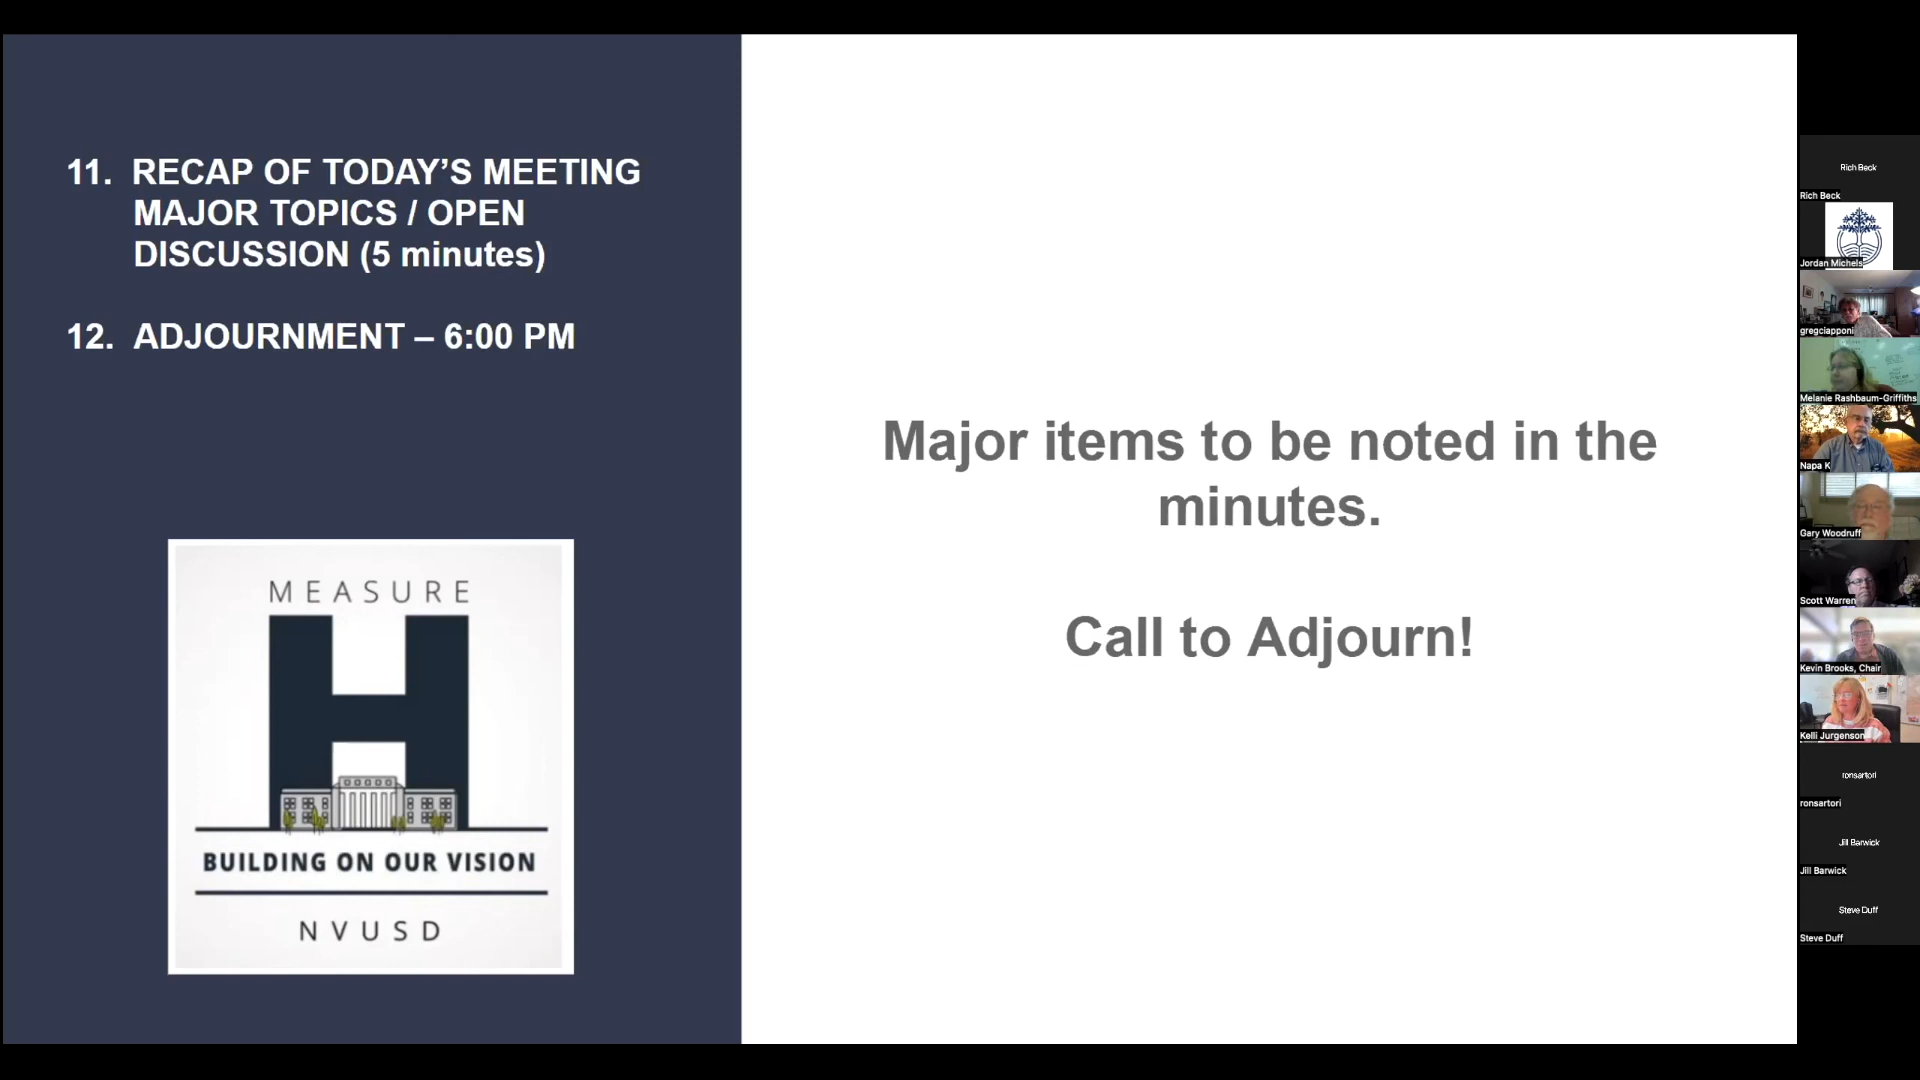 11. RECAP OF TODAY’S MEETING
MAJOR TOPICS / OPEN
DISCUSSION (5 minutes)
12. ADJOURNMENT – 6:00 PM
MEASURE
H
BUILDING ON OUR VISION
NVUSD
Major items to be noted in the
minutes.
Call to Adjourn!
Rich Beck
Rich Beck
Jordan Michels
gregciapponi
Melanie Rashbaum-Griffiths
Napa K
Gary Woodruff
Scott Warren
Kevin Brooks, Chair
Kelli Jurgenson
ronsartori
ronsartori
Jill Barwick
Jill Barwick
Steve Duff
Steve Duff